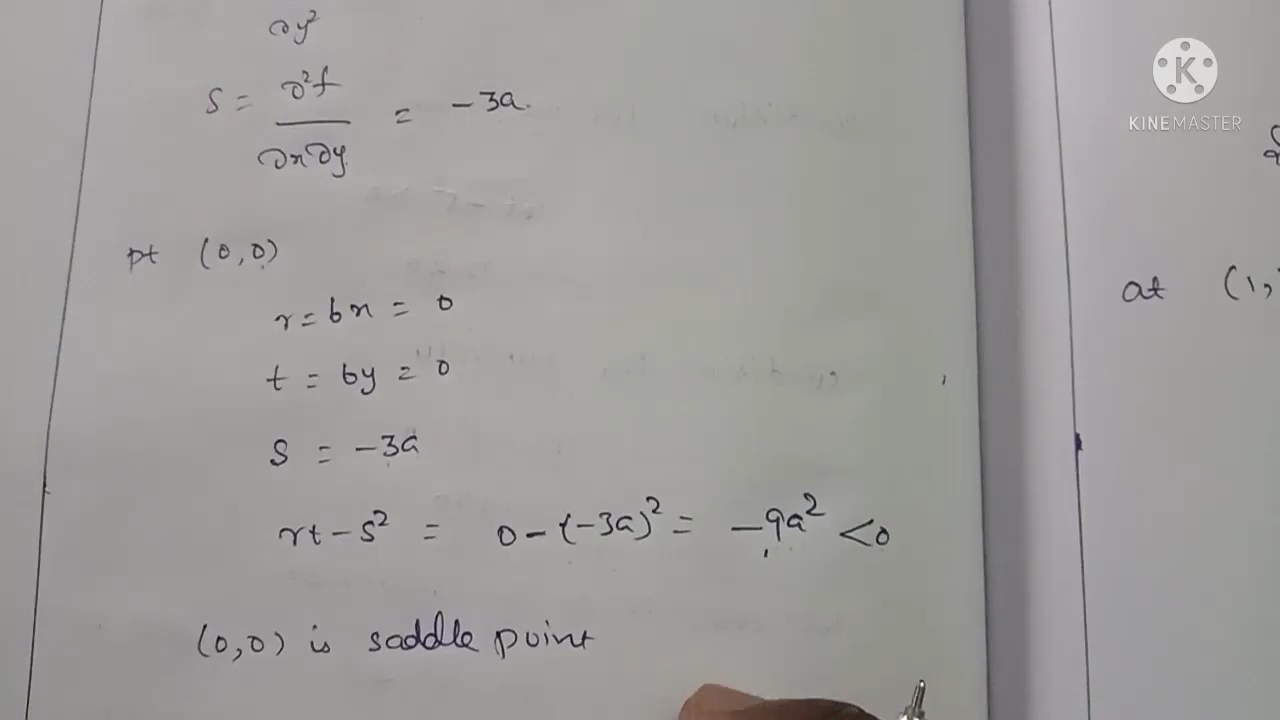 ∂y²
S = ∂²f / ∂x∂y = -3a.
pt (0,0)
r = 6x = 0
t = 6y = 0
S = -3a
rt - s² = 0 - (-3a)² = -9a² < 0
(0,0) is saddle point
K
KINEMASTER
at (1,